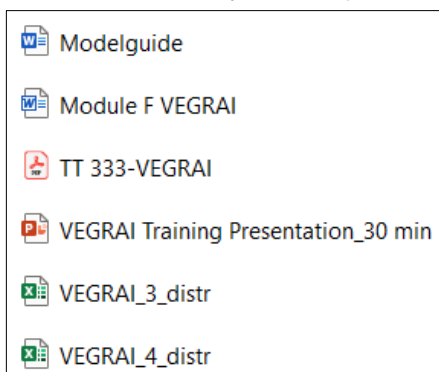 Modelguide
Module F VEGRAI
TT 333-VEGRAI
VEGRAI Training Presentation_30 min
VEGRAI_3_distr
VEGRAI_4_distr